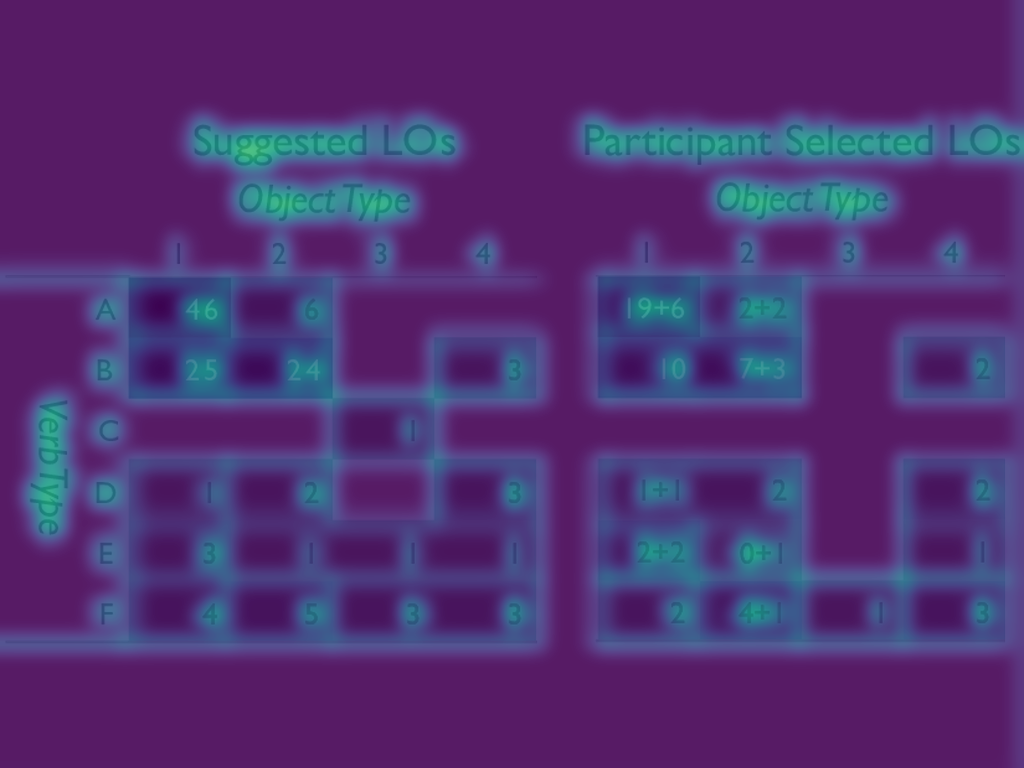 Suggested LOs Participant Selected LOs
Object Type Object Type
1 2 3 4 1 2 3 4
A 46 6 19+6 2+2
B 25 24 3 10 7+3 2
C 1
D 1 2 3 1+1 2 2
E 3 1 1 1 2+2 0+1 1
F 4 5 3 3 2 4+1 1 3
Verb Type